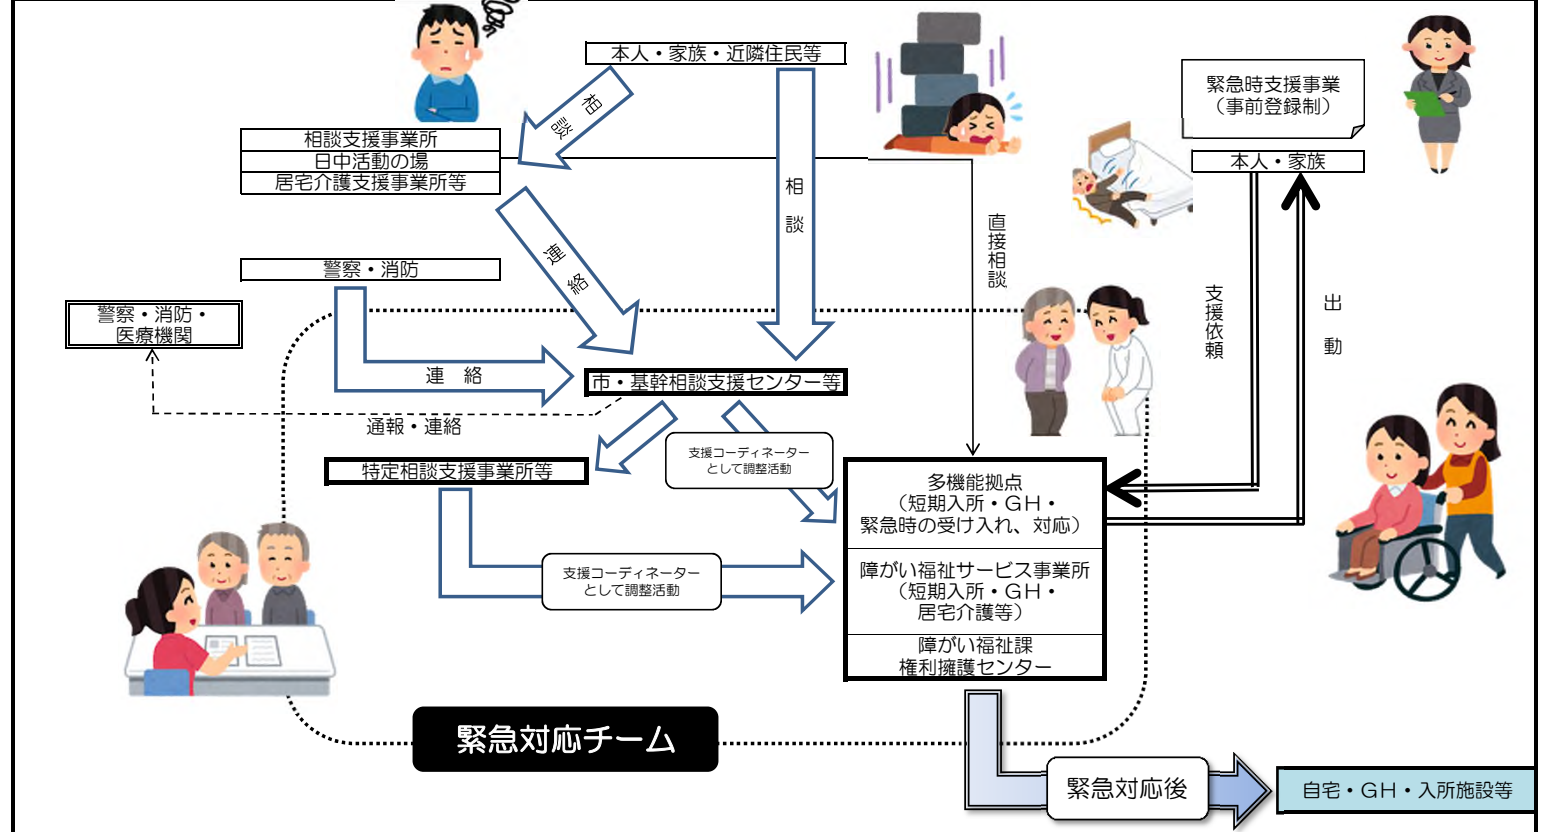 本人・家族・近隣住民等
相談
相談
相談支援事業所
日中活動の場
居宅介護支援事業所等
連絡
直接相談
緊急時支援事業
（事前登録制）
本人・家族
支援依頼
出動
警察・消防
連絡
警察・消防・
医療機関
通報・連絡
市・基幹相談支援センター等
支援コーディネーター
として調整活動
特定相談支援事業所等
支援コーディネーター
として調整活動
多機能拠点
（短期入所・GH・
緊急時の受け入れ、対応）
障がい福祉サービス事業所
（短期入所・GH・
居宅介護等）
障がい福祉課
権利擁護センター
緊急対応チーム
緊急対応後
自宅・GH・入所施設等